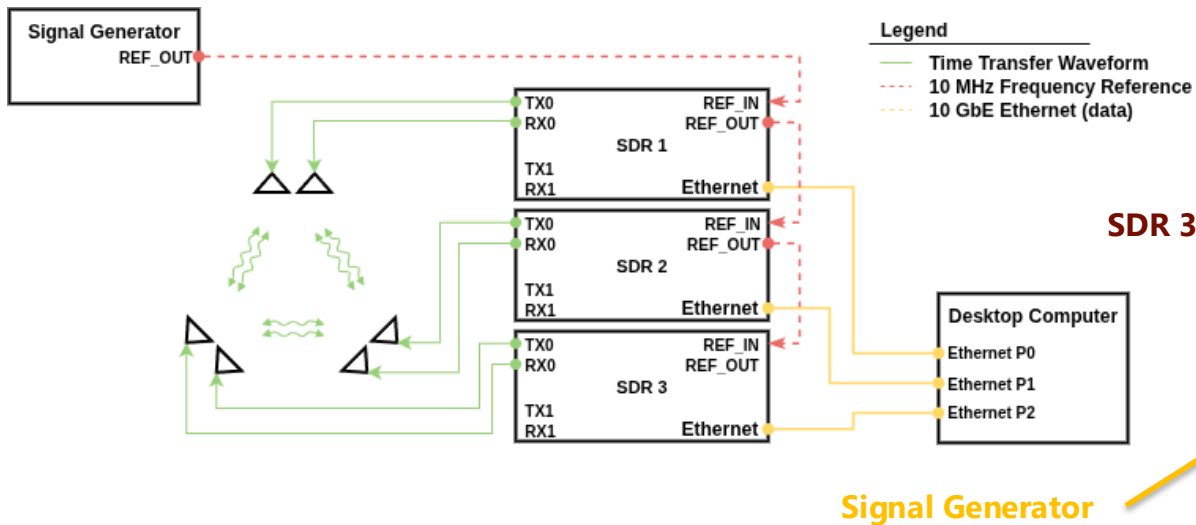 Signal Generator
REF_OUT
Legend
Time Transfer Waveform
10 MHz Frequency Reference
10 GbE Ethernet (data)
TX0
RX0
SDR 1
TX1
RX1
REF_IN
REF_OUT
Ethernet
TX0
RX0
SDR 2
TX1
RX1
REF_IN
REF_OUT
Ethernet
TX0
RX0
SDR 3
TX1
RX1
REF_IN
REF_OUT
Ethernet
SDR 3
Desktop Computer
Ethernet P0
Ethernet P1
Ethernet P2
Signal Generator